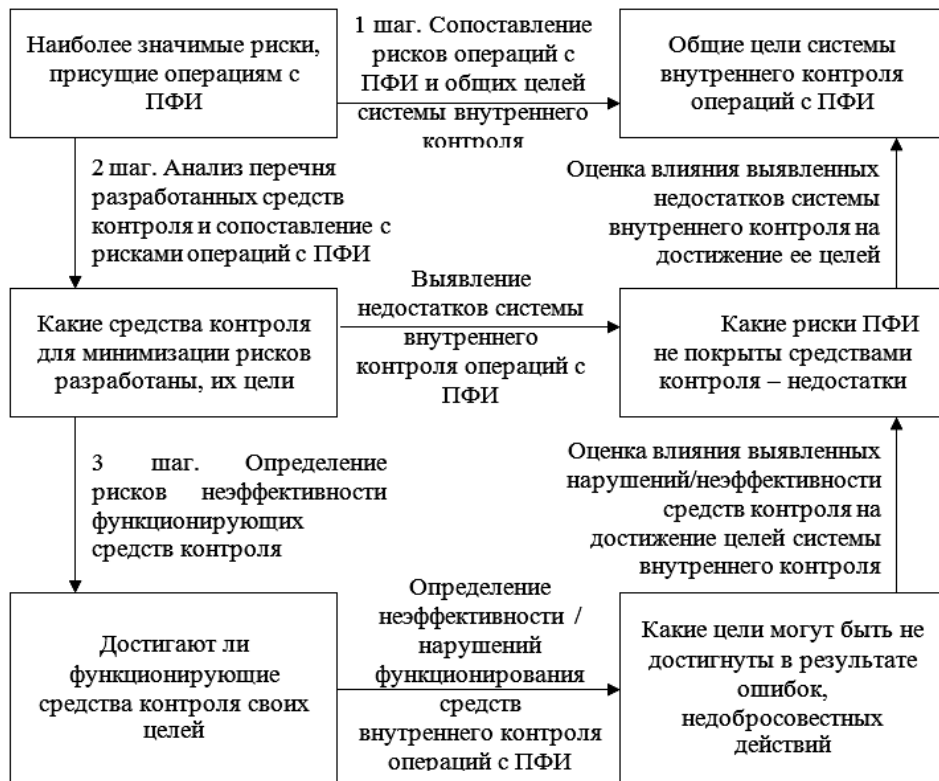 Наиболее значимые риски,
присущие операциям с
ПФИ
1 шаг. Сопоставление
рисков операций с
ПФИ и общих целей
системы внутреннего
контроля
Общие цели системы
внутреннего контроля
операций с ПФИ
2 шаг. Анализ перечня
разработанных средств
контроля и сопоставление с
рисками операций с ПФИ
Оценка влияния выявленных
недостатков системы
внутреннего контроля на
достижение ее целей
Какие средства контроля
для минимизации рисков
разработаны, их цели
Выявление
недостатков системы
внутреннего
контроля операций с
ПФИ
Какие риски ПФИ
не покрыты средствами
контроля – недостатки
3 шаг. Определение
рисков неэффективности
функционирующих
средств контроля
Оценка влияния выявленных
нарушений/неэффективности
средств контроля на
достижение целей системы
внутреннего контроля
Достигают ли
функционирующие
средства контроля своих
целей
Определение
неэффективности /
нарушений
функционирования
средств
внутреннего контроля
операций с ПФИ
Какие цели могут быть не
достигнуты в результате
ошибок,
недобросовестных
действий